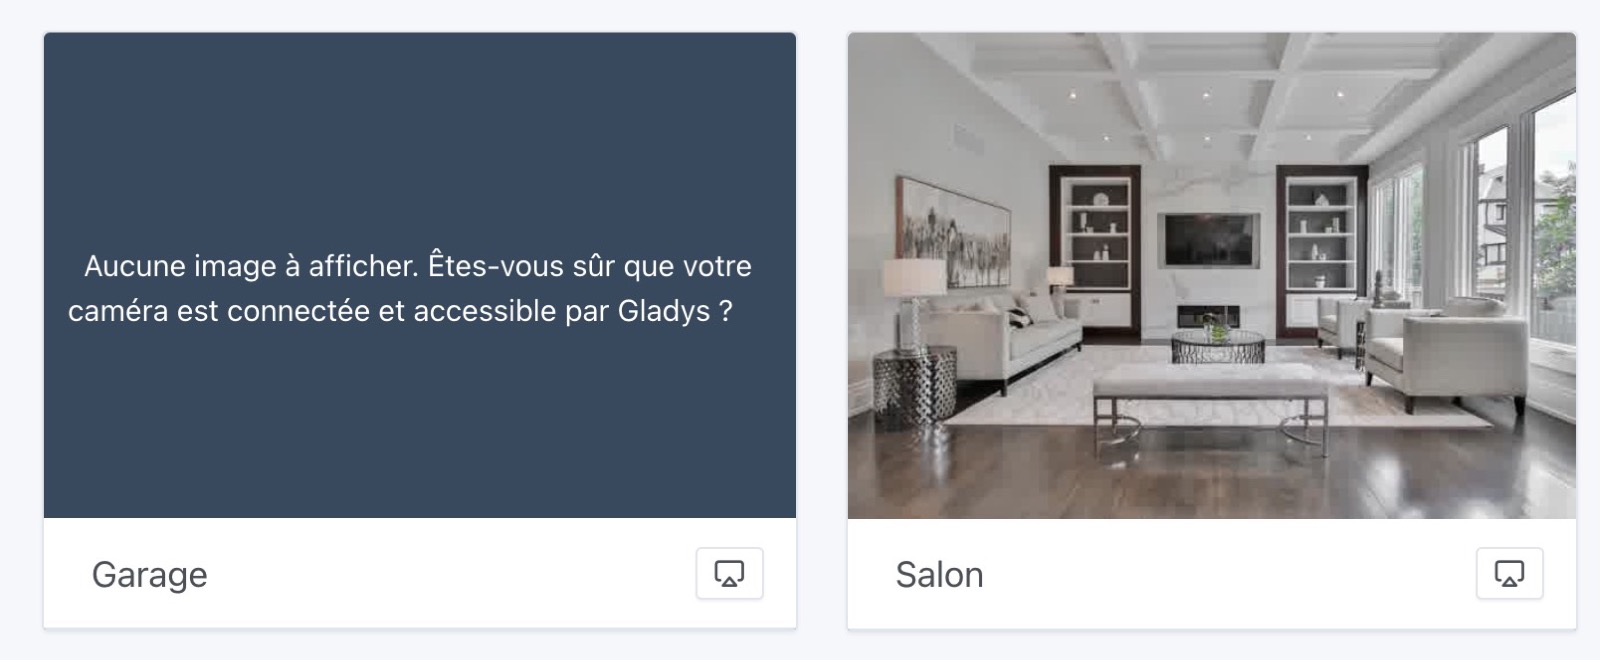 Aucune image à afficher. Êtes-vous sûr que votre
caméra est connectée et accessible par Gladys ?
Garage
Salon